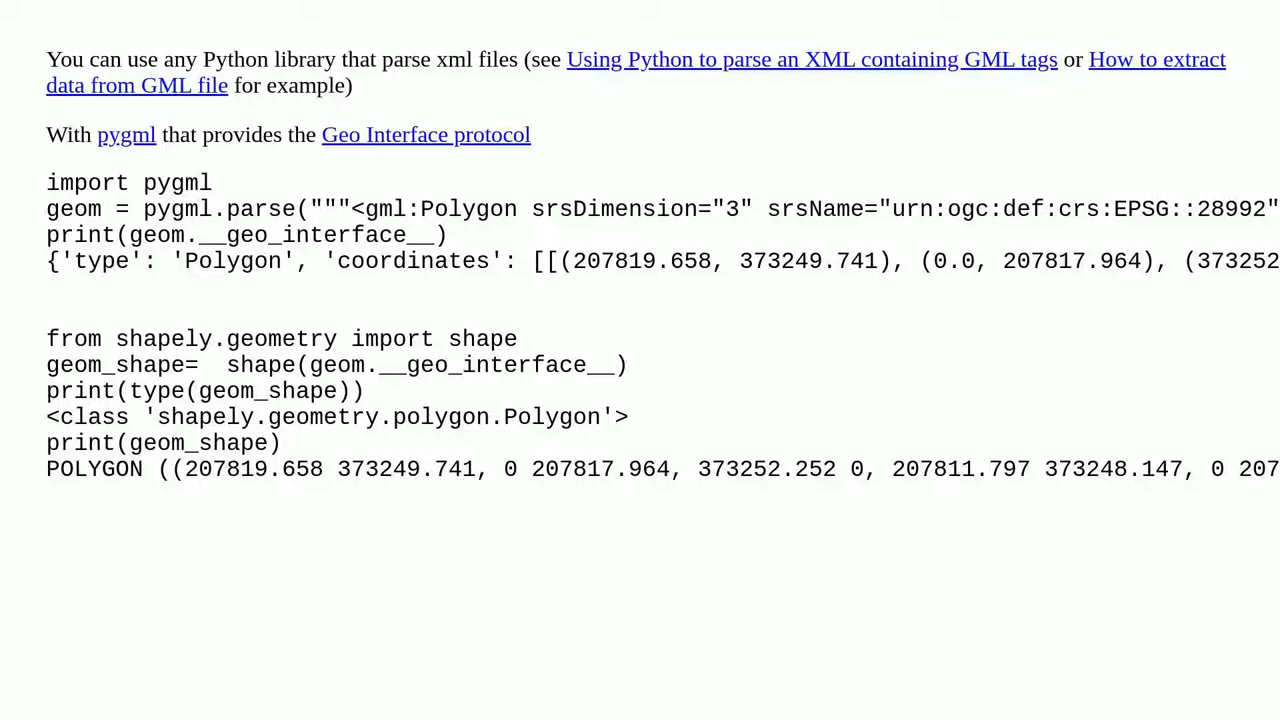 You can use any Python library that parse xml files (see Using Python to parse an XML containing GML tags or How to extract
data from GML file for example)
With pygml that provides the Geo Interface protocol
import pygml
geom = pygml.parse("""<gml:Polygon srsDimension="3" srsName="urn:ogc:def:crs:EPSG::28992"
print(geom.__geo_interface__)
{'type': 'Polygon', 'coordinates': [[(207819.658, 373249.741), (0.0, 207817.964), (373252
from shapely.geometry import shape
geom_shape=  shape(geom.__geo_interface__)
print(type(geom_shape))
<class 'shapely.geometry.polygon.Polygon'>
print(geom_shape)
POLYGON ((207819.658 373249.741, 0 207817.964, 373252.252 0, 207811.797 373248.147, 0 207